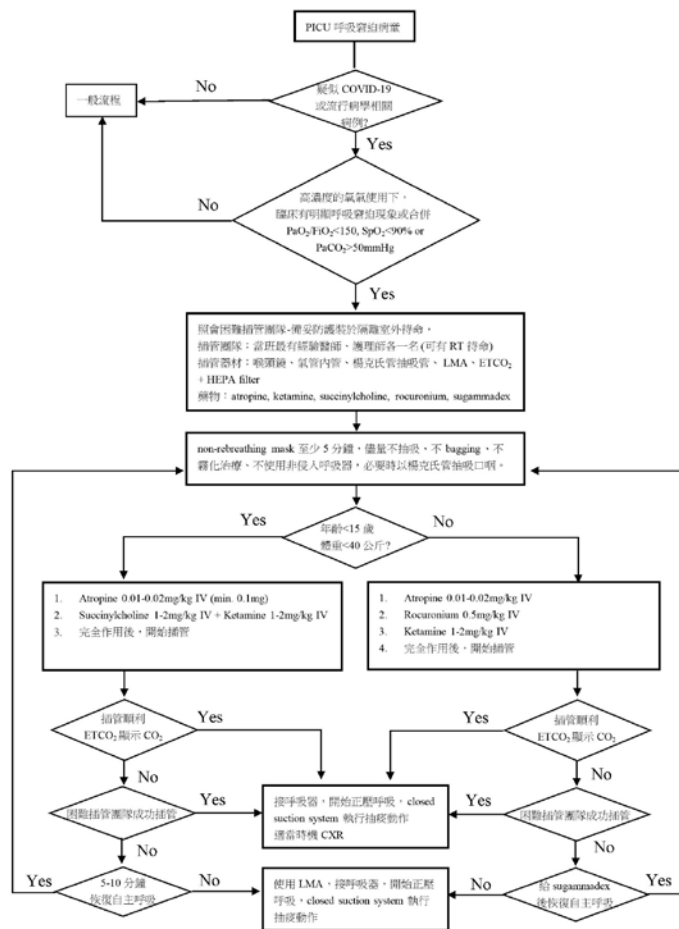 PICU 呼吸窘迫病童
疑似 COVID-19
或流行病學相關
病例?
No
一般流程
Yes
高濃度的氧氣使用下，
臨床有明顯呼吸窘迫現象或合併
PaO₂/FiO₂<150, SpO₂<90% or
PaCO₂>50mmHg
No
Yes
照會困難插管團隊-備妥防護裝於隔離室外待命，
插管團隊：當班最有經驗醫師、護理師各一名 (可有 RT 待命)
插管器材：喉頭鏡、氣管內管、楊克氏管抽吸管、 LMA、ETCO₂
+ HEPA filter
藥物：atropine, ketamine, succinylcholine, rocuronium, sugammadex
non-rebreathing mask 至少 5 分鐘，儘量不抽吸、不 bagging、不
霧化治療、不使用非侵入呼吸器，必要時以楊克氏管抽吸口咽。
年齡<15 歲
體重<40 公斤?
Yes
No
1. Atropine 0.01-0.02mg/kg IV (min. 0.1mg)
2. Succinylcholine 1-2mg/kg IV + Ketamine 1-2mg/kg IV
3. 完全作用後，開始插管
1. Atropine 0.01-0.02mg/kg IV
2. Rocuronium 0.5mg/kg IV
3. Ketamine 1-2mg/kg IV
4. 完全作用後，開始插管
插管順利
ETCO₂ 顯示 CO₂
Yes
No
插管順利
ETCO₂ 顯示 CO₂
Yes
No
困難插管團隊成功插管
Yes
No
接呼吸器，開始正壓呼吸，closed
suction system 執行抽痰動作
適當時機 CXR
困難插管團隊成功插管
Yes
No
5-10 分鐘
恢復自主呼吸
Yes
No
使用 LMA、接呼吸器，開始正壓
呼吸，closed suction system 執行
抽痰動作
給 sugammadex
後恢復自主呼吸
No
Yes